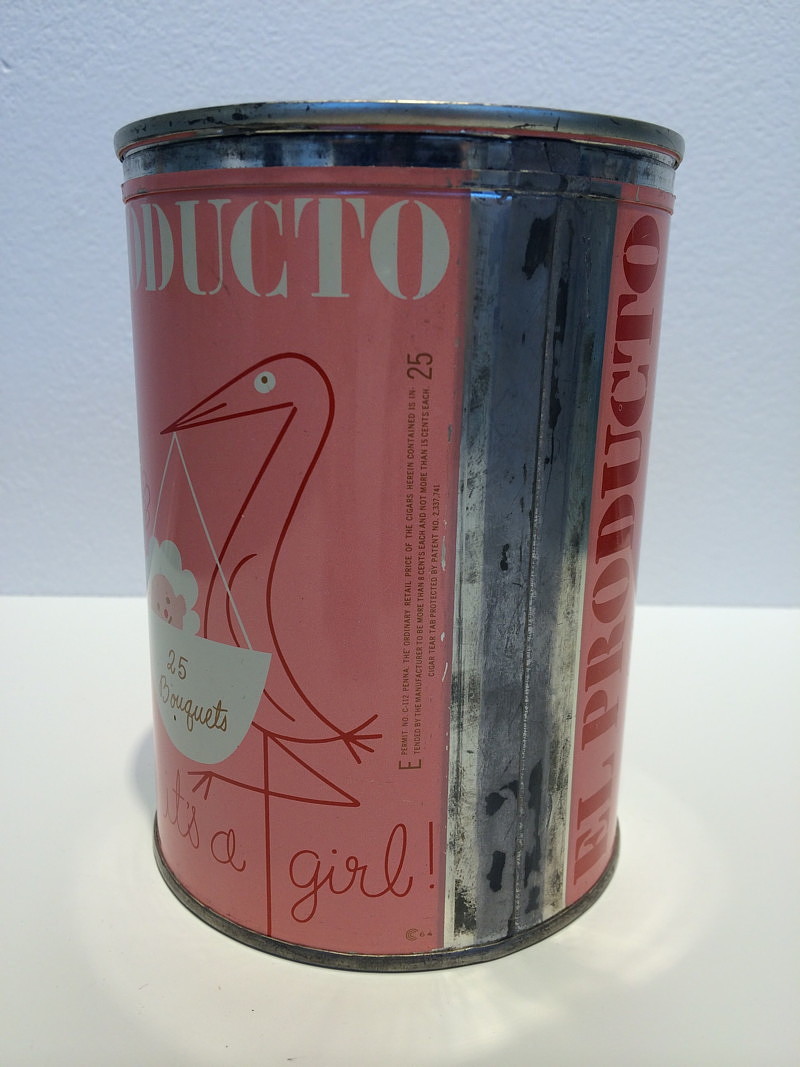 ODUCTO
25
Bouquets
it's a girl!
E PERMIT NO. C-112 PENNA. THE ORDINARY RETAIL PRICE OF THE CIGARS HEREIN CONTAINED IS IN- 25
TENDED BY THE MANUFACTURER TO BE MORE THAN 8 CENTS EACH AND NOT MORE THAN 15 CENTS EACH.
CIGAR TEAR TAB PROTECTED BY PATENT NO. 2,337,741
EL PRODUCTO